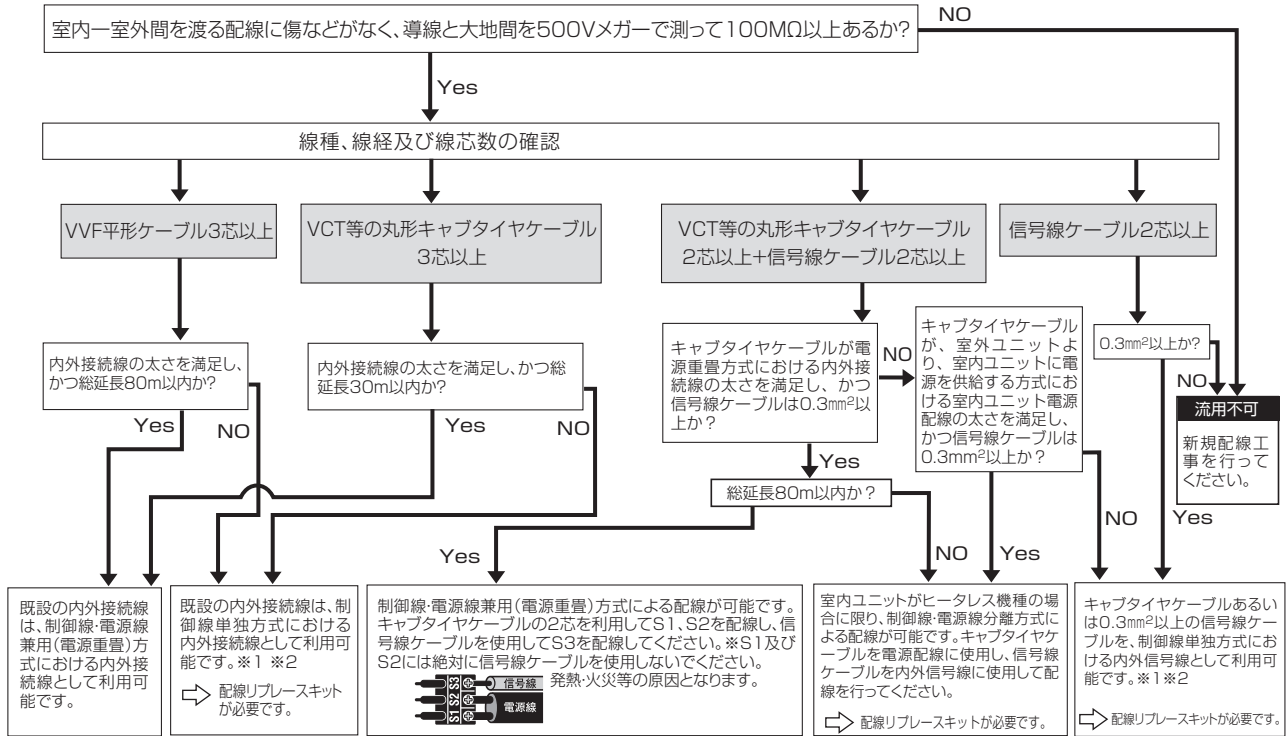 室内ー室外間を渡る配線に傷などがなく、導線と大地間を500Vメガーで測って100MΩ以上あるか?
NO
Yes
線種、線経及び線芯数の確認
VVF平形ケーブル3芯以上
VCT等の丸形キャブタイヤケーブル
3芯以上
VCT等の丸形キャブタイヤケーブル
2芯以上+信号線ケーブル2芯以上
信号線ケーブル2芯以上
内外接続線の太さを満足し、
かつ総延長80m以内か?
Yes
NO
内外接続線の太さを満足し、かつ総
延長30m以内か?
Yes
NO
キャブタイヤケーブルが電
源重畳方式における内外接
続線の太さを満足し、かつ
信号線ケーブルは0.3mm²以
上か?
NO
Yes
キャブタイヤケーブル
が、室外ユニットよ
り、室内ユニットに電
源を供給する方式にお
ける室内ユニット電源
配線の太さを満足し、
かつ信号線ケーブルは
0.3mm²以上か?
0.3mm²以上か?
NO
流用不可
新規配線工
事を行って
ください。
総延長80m以内か?
Yes
NO
Yes
NO
Yes
既設の内外接続線
は、制御線・電源線
兼用(電源重畳)方
式における内外接
続線として利用可
能です。
既設の内外接続線は、制
御線単独方式における
内外接続線として利用可
能です。※1 ※2
⇨ 配線リプレースキット
が必要です。
制御線・電源線兼用(電源重畳)方式による配線が可能です。
キャブタイヤケーブルの2芯を利用してS1、S2を配線し、信
号線ケーブルを使用してS3を配線してください。※S1及び
S2には絶対に信号線ケーブルを使用しないでください。
発熱・火災等の原因となります。
S3
S2
S1
信号線
電源線
室内ユニットがヒータレス機種の場
合に限り、制御線・電源線分離方式に
よる配線が可能です。キャブタイヤケ
ーブルを電源配線に使用し、信号線
ケーブルを内外信号線に使用して配
線を行ってください。
⇨ 配線リプレースキットが必要です。
キャブタイヤケーブルあるい
は0.3mm²以上の信号線ケー
ブルを、制御線単独方式にお
ける内外信号線として利用可
能です。※1※2
⇨ 配線リプレースキットが必要です。